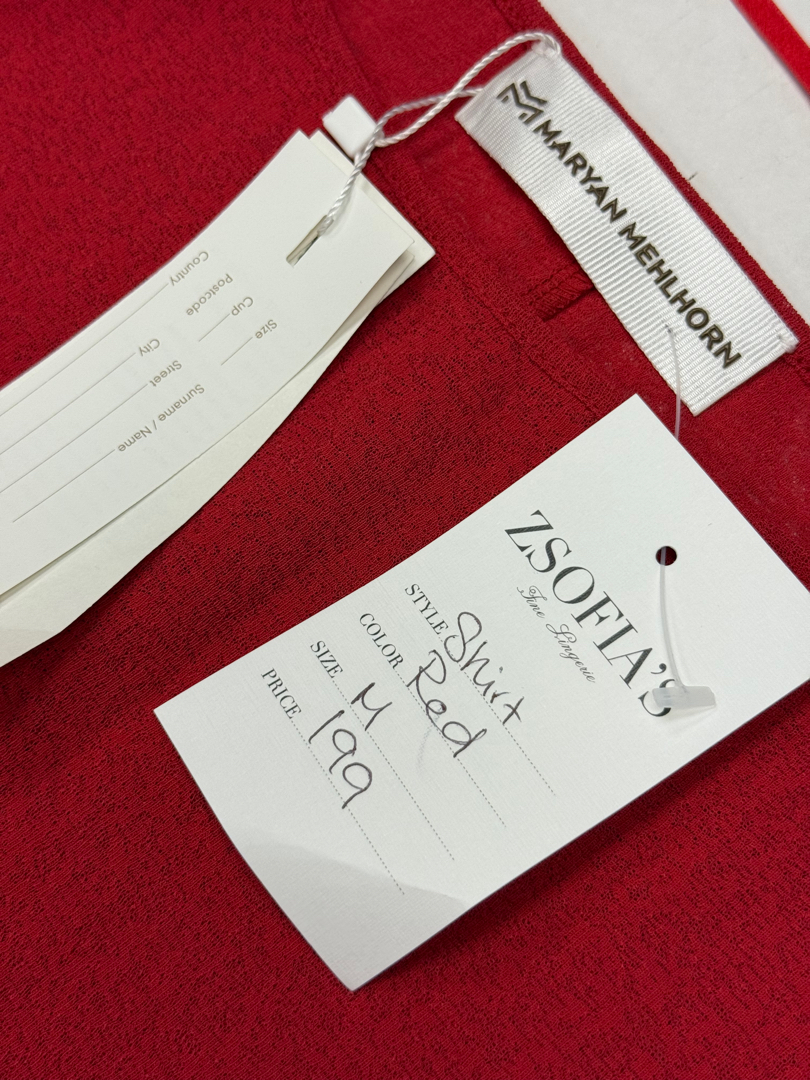 MARYAN MEHLHORN
ZSOFIA'S
Fine Lingerie
STYLE Shirt
COLOR Red
SIZE M
PRICE 199
Size
Cup
Surname / Name
Street
Postcode
City
Country